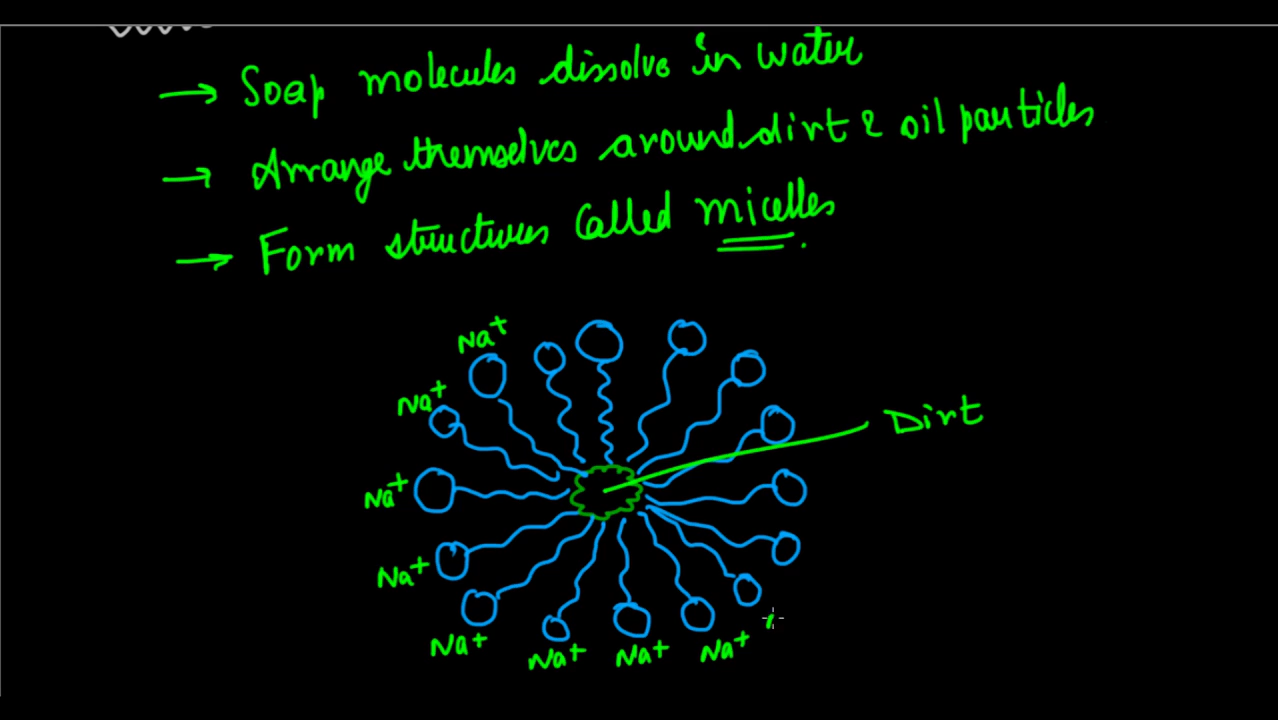 → Soap molecules dissolve in water
→ Arrange themselves around dirt & oil particles
→ Form structures called micelles.
Na+
Na+
Dirt
Na+
Na+
Na+
Na+
Na+
Na+